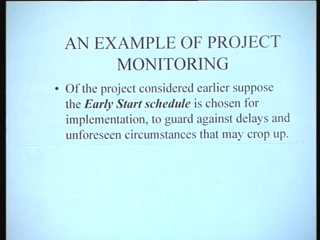 AN EXAMPLE OF PROJECT
MONITORING
• Of the project considered earlier suppose
the Early Start schedule is chosen for
implementation, to guard against delays and
unforeseen circumstances that may crop up.